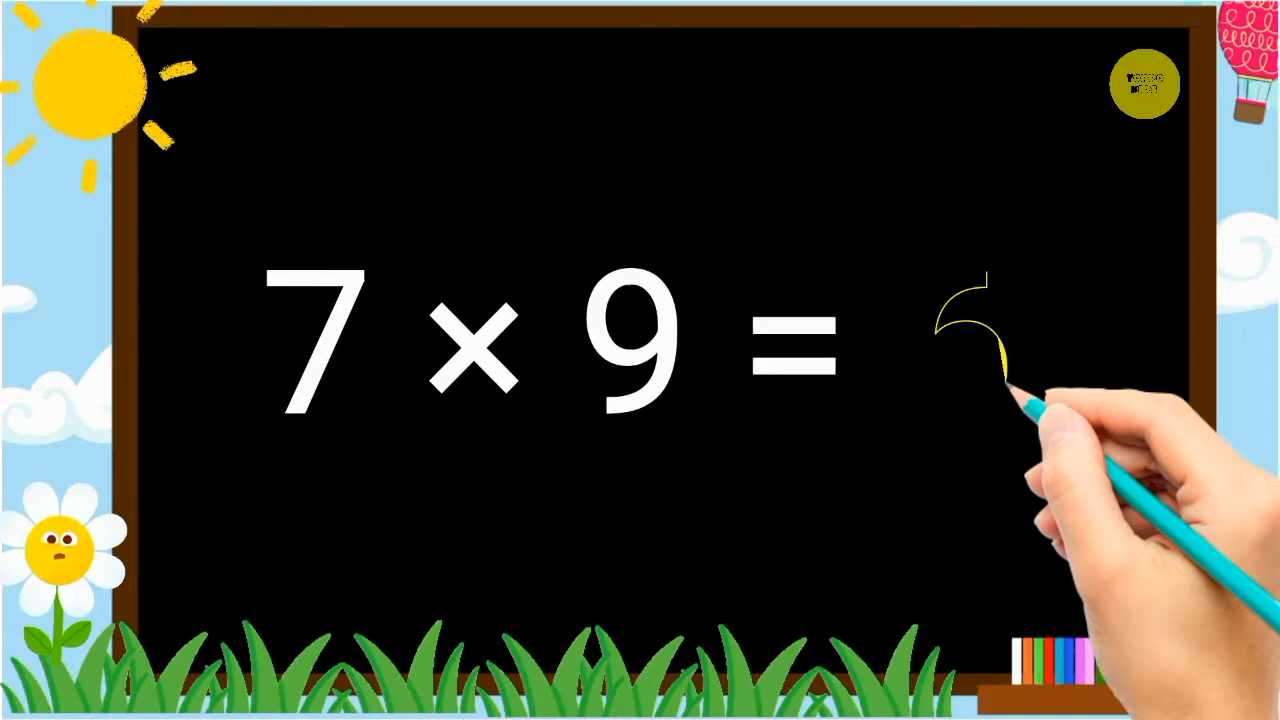 7 × 9 =